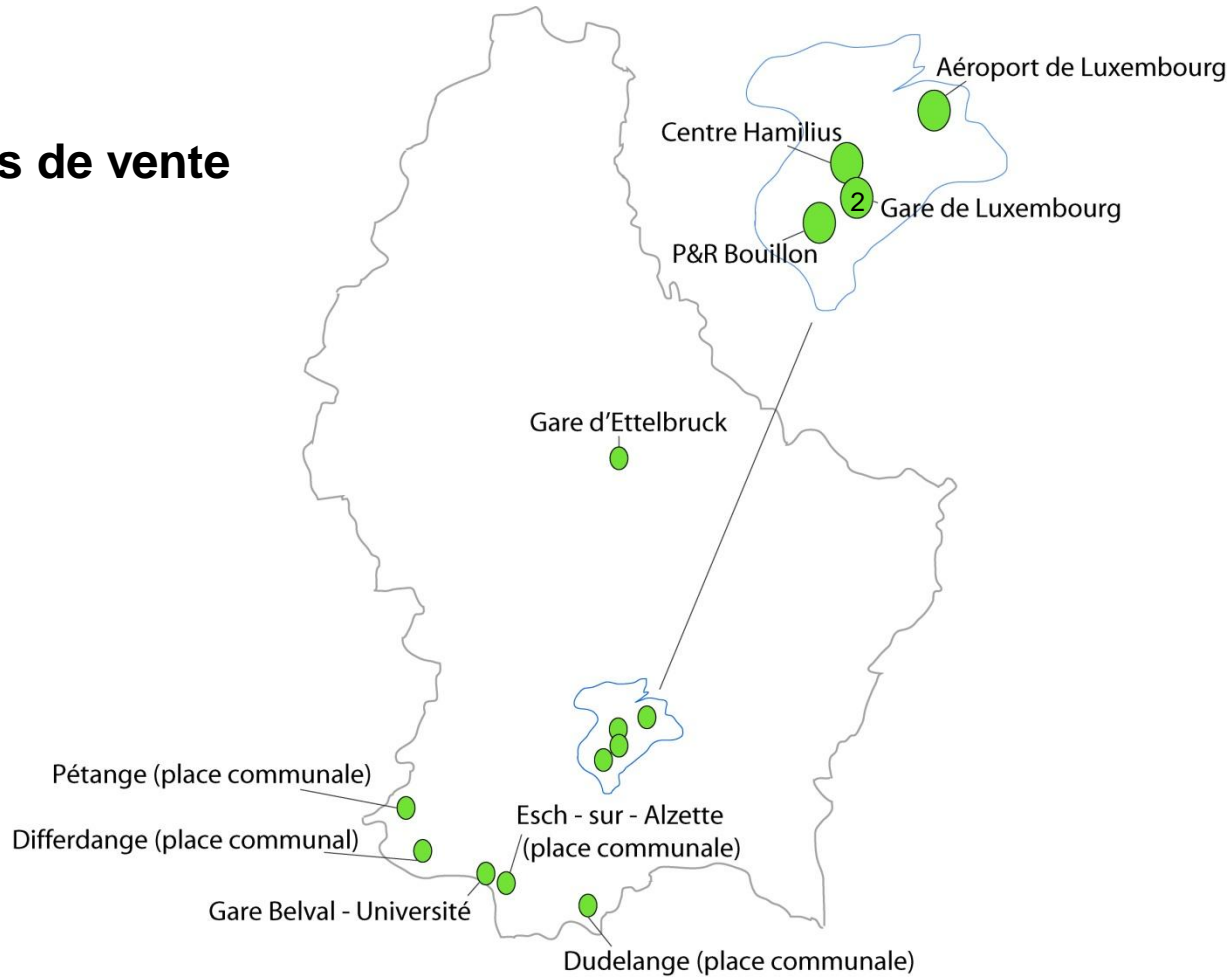 s de vente
Aéroport de Luxembourg
Centre Hamilius
2
Gare de Luxembourg
P&R Bouillon
Gare d'Ettelbruck
Pétange (place communale)
Esch - sur - Alzette
(place communale)
Differdange (place communal)
Gare Belval - Université
Dudelange (place communale)